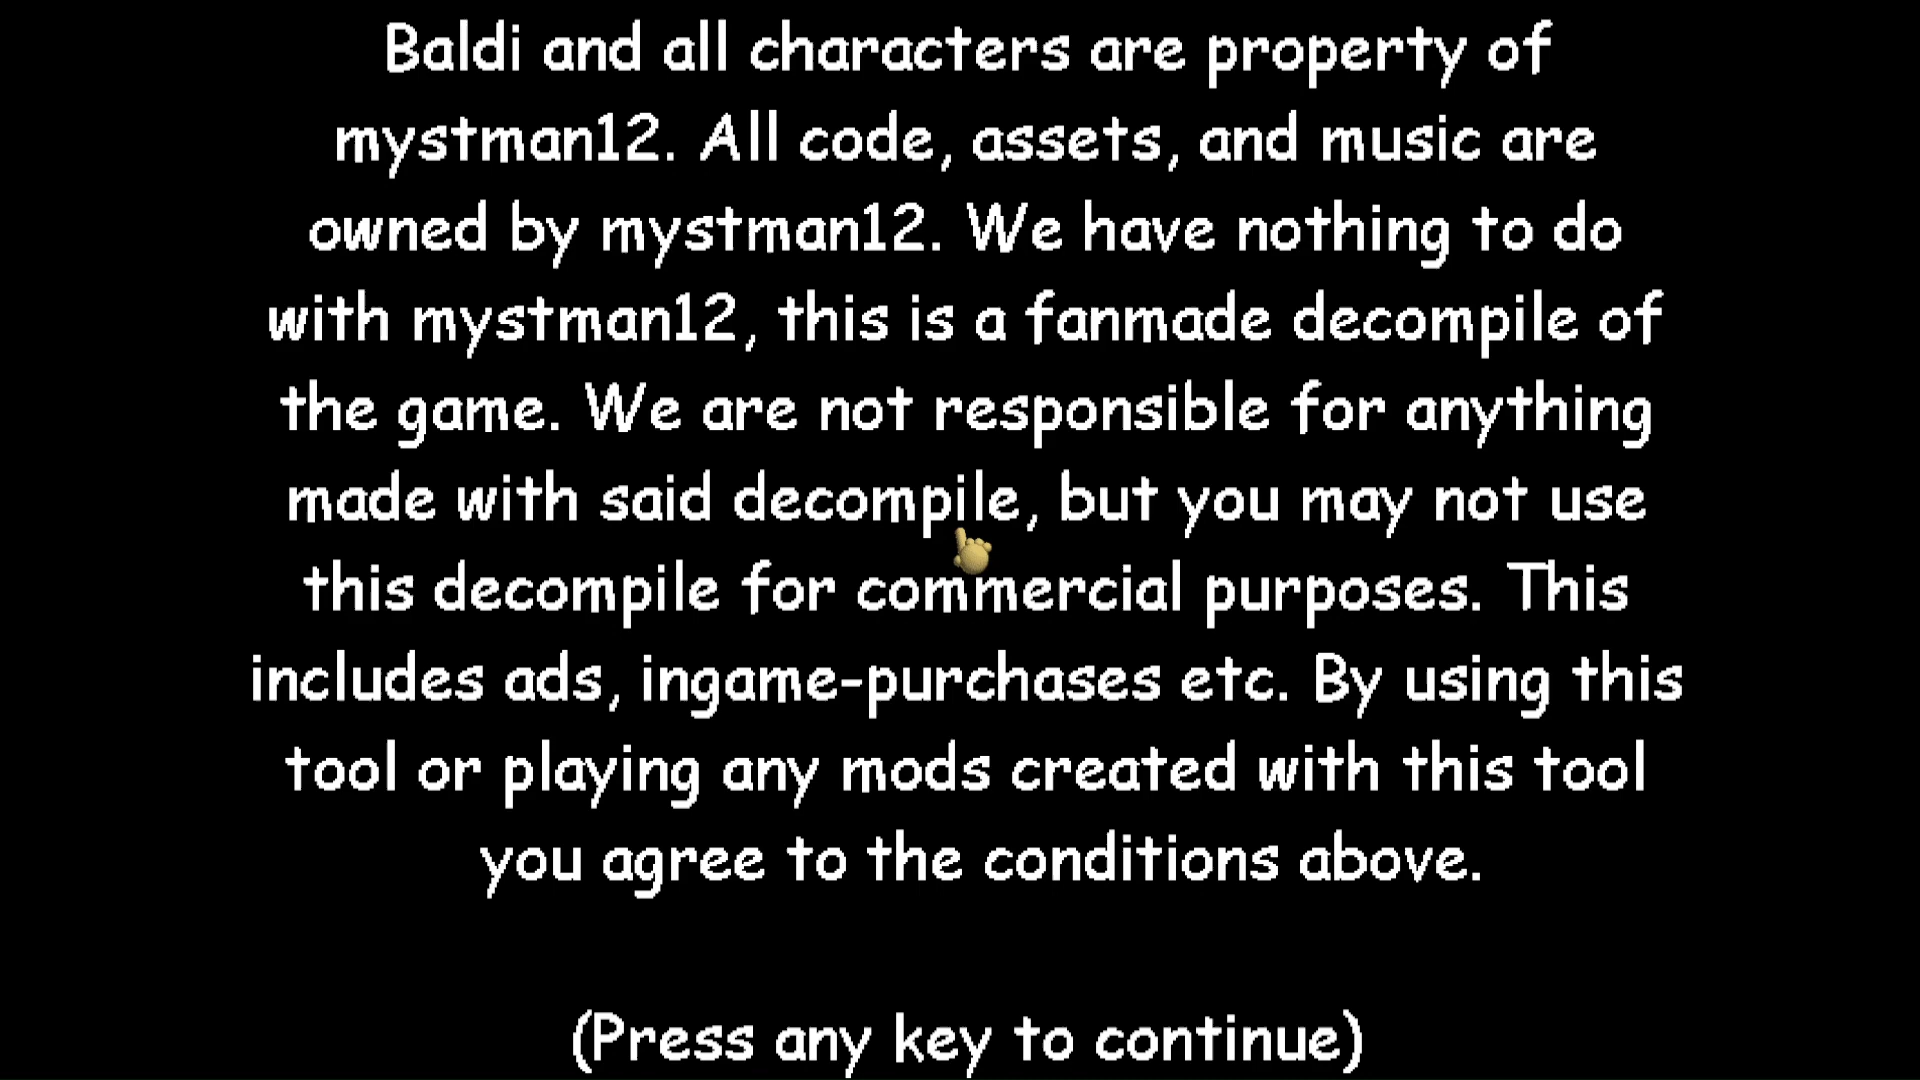 Baldi and all characters are property of
mystman12. All code, assets, and music are
owned by mystman12. We have nothing to do
with mystman12, this is a fanmade decompile of
the game. We are not responsible for anything
made with said decompile, but you may not use
this decompile for commercial purposes. This
includes ads, ingame-purchases etc. By using this
tool or playing any mods created with this tool
you agree to the conditions above.
(Press any key to continue)